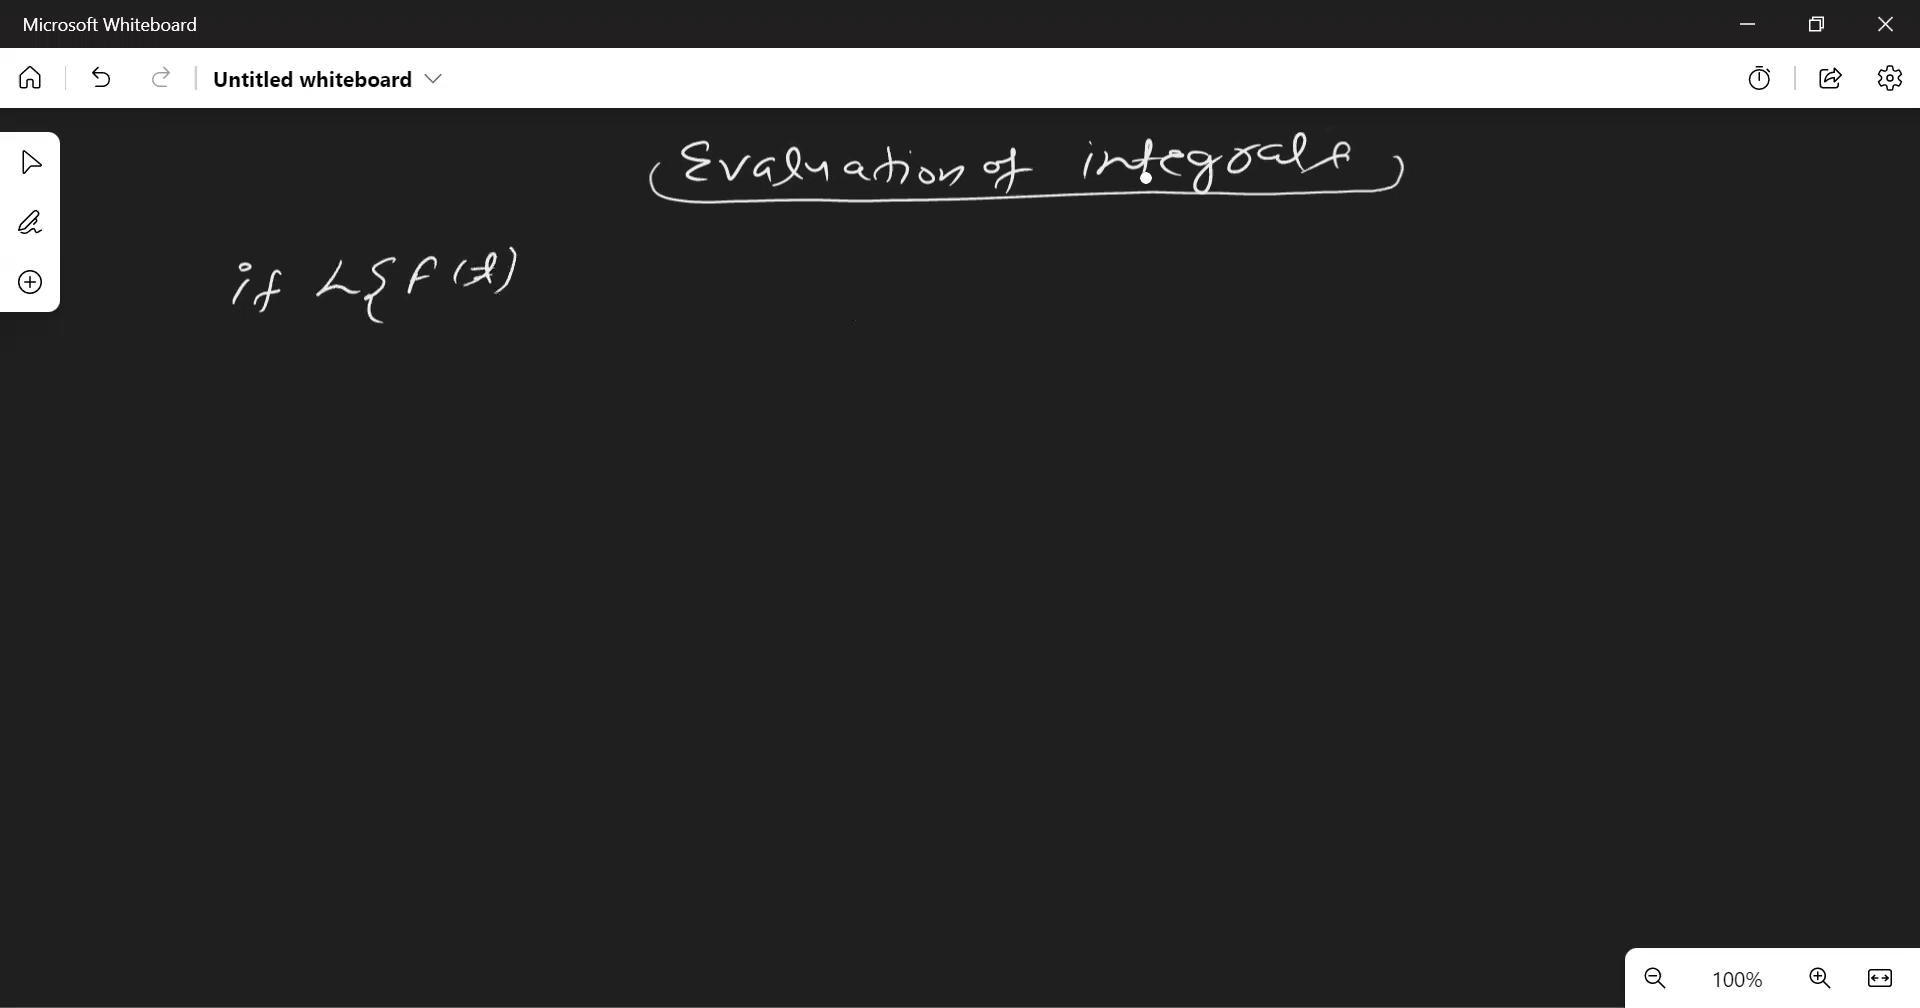 Microsoft Whiteboard
Untitled whiteboard
Evaluation of integrals
if L{f(t)
100%